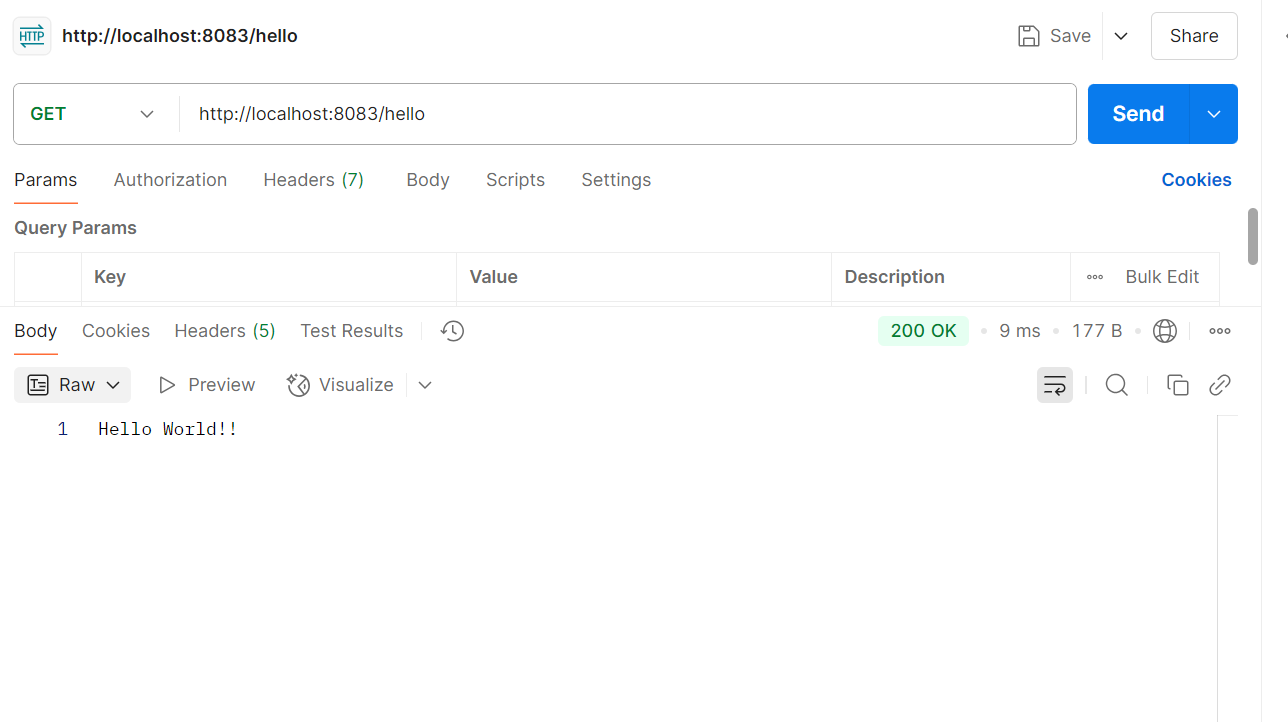 HTTP http://localhost:8083/hello Save Share
GET http://localhost:8083/hello Send
Params Authorization Headers (7) Body Scripts Settings Cookies
Query Params
Key Value Description Bulk Edit
Body Cookies Headers (5) Test Results 200 OK 9 ms 177 B
Raw Preview Visualize
1 Hello World!!